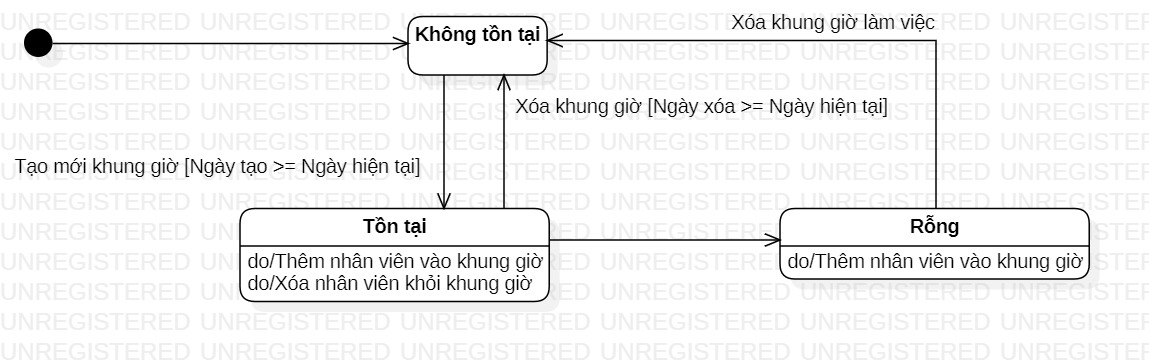 Xóa khung giờ làm việc
Không tồn tại
Xóa khung giờ [Ngày xóa >= Ngày hiện tại]
Tạo mới khung giờ [Ngày tạo >= Ngày hiện tại]
Tồn tại
do/Thêm nhân viên vào khung giờ
do/Xóa nhân viên khỏi khung giờ
Rỗng
do/Thêm nhân viên vào khung giờ
UNREGISTERED